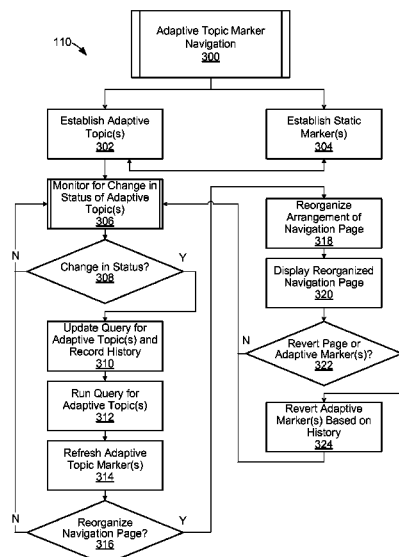 110
Adaptive Topic Marker
Navigation
300
Establish Adaptive
Topic(s)
302
Establish Static
Marker(s)
304
Monitor for Change in
Status of Adaptive
Topic(s)
306
N
Change in Status?
308
Y
Update Query for
Adaptive Topic(s) and
Record History
310
Run Query for
Adaptive Topic(s)
312
Refresh Adaptive
Topic Marker(s)
314
N
Reorganize
Navigation Page?
316
Y
Reorganize
Arrangement of
Navigation Page
318
Display Reorganized
Navigation Page
320
N
Revert Page or
Adaptive Marker(s)?
322
Revert Adaptive
Marker(s) Based on
History
324